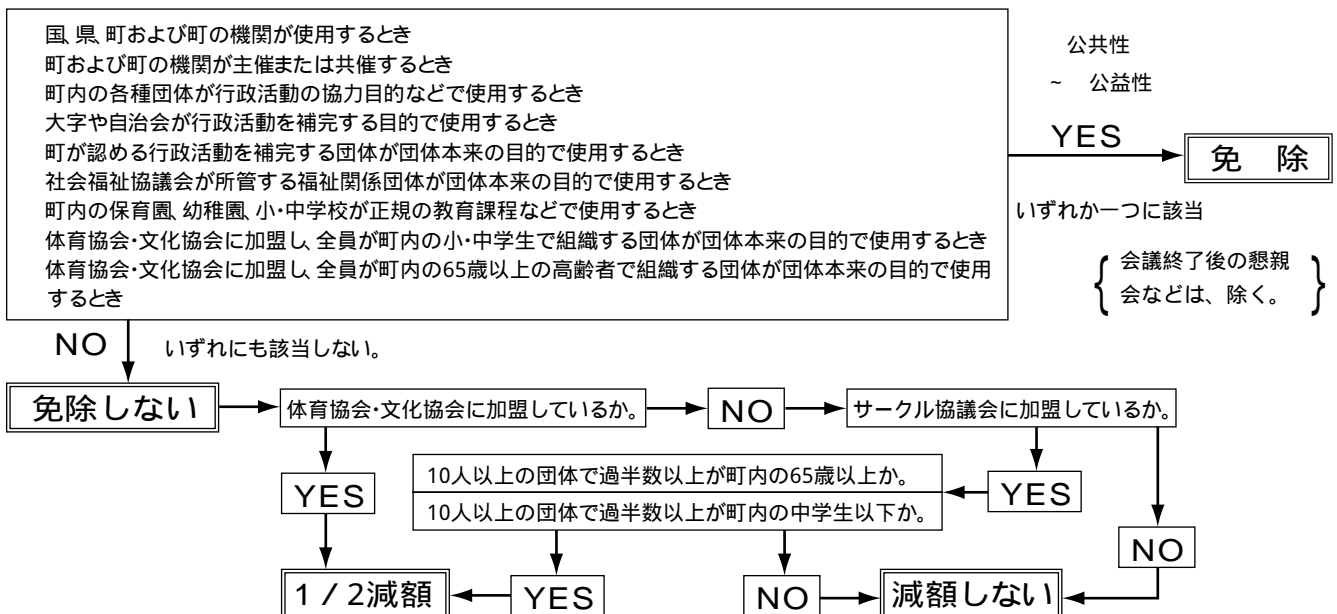 国、県、町および町の機関が使用するとき
町および町の機関が主催または共催するとき
町内の各種団体が行政活動の協力目的などで使用するとき
大字や自治会が行政活動を補完する目的で使用するとき
町が認める行政活動を補完する団体が団体本来の目的で使用するとき
社会福祉協議会が所管する福祉関係団体が団体本来の目的で使用するとき
町内の保育園、幼稚園、小・中学校が正規の教育課程などで使用するとき
体育協会・文化協会に加盟し、全員が町内の小・中学生で組織する団体が団体本来の目的で使用するとき
体育協会・文化協会に加盟し、全員が町内の65歳以上の高齢者で組織する団体が団体本来の目的で使用
するとき
公共性
~ 公益性
YES
免 除
いずれか一つに該当
会議終了後の懇親
会などは、除く。
NO
いずれにも該当しない。
免除しない
体育協会・文化協会に加盟しているか。
NO
サークル協議会に加盟しているか。
YES
10人以上の団体で過半数以上が町内の65歳以上か。
10人以上の団体で過半数以上が町内の中学生以下か。
YES
NO
1/2減額
YES
NO
減額しない